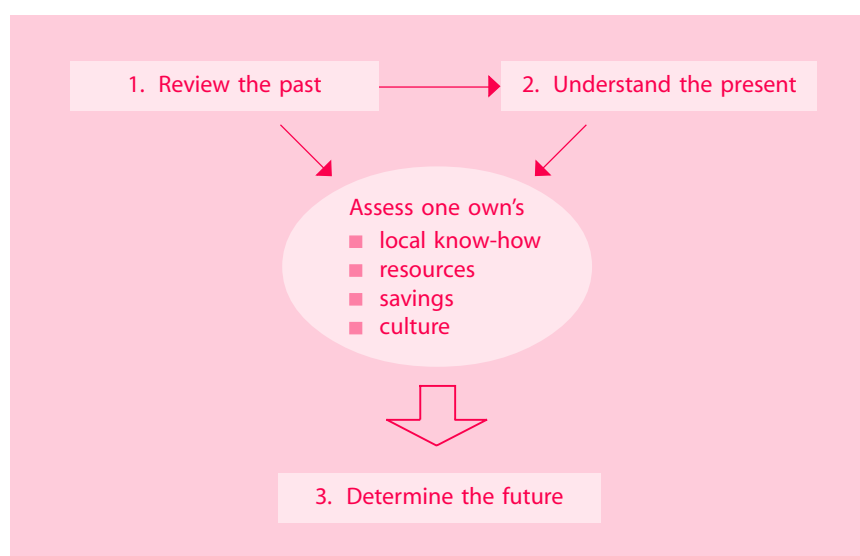 1. Review the past
2. Understand the present
Assess one own's
local know-how
resources
savings
culture
3. Determine the future